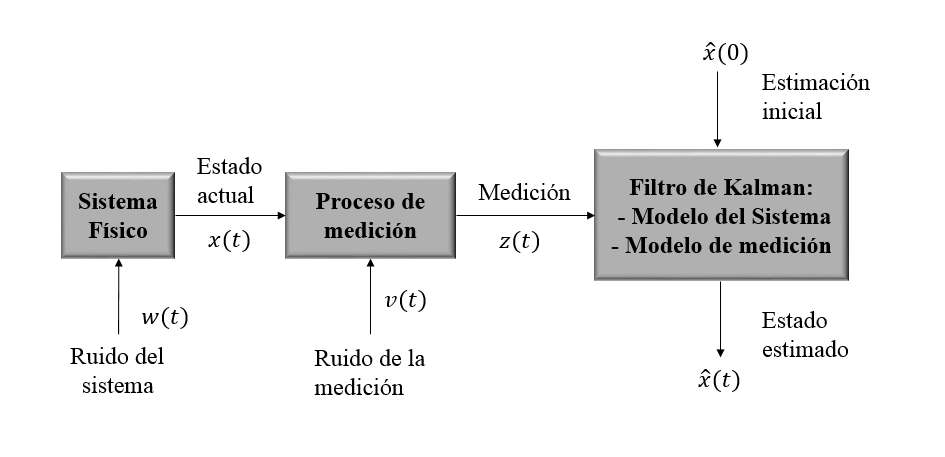 x̂(0)
Estimación
inicial
Sistema
Físico
Estado
actual
x(t)
Proceso de
medición
Medición
z(t)
Filtro de Kalman:
- Modelo del Sistema
- Modelo de medición
w(t)
Ruido del
sistema
v(t)
Ruido de la
medición
Estado
estimado
x̂(t)